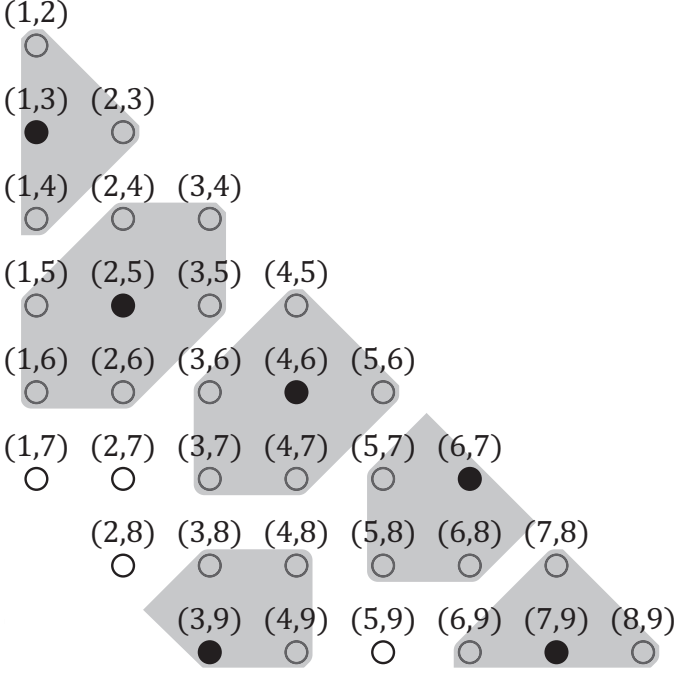 (1,2)
(1,3) (2,3)
(1,4) (2,4) (3,4)
(1,5) (2,5) (3,5) (4,5)
(1,6) (2,6) (3,6) (4,6) (5,6)
(1,7) (2,7) (3,7) (4,7) (5,7) (6,7)
(2,8) (3,8) (4,8) (5,8) (6,8) (7,8)
(3,9) (4,9) (5,9) (6,9) (7,9) (8,9)